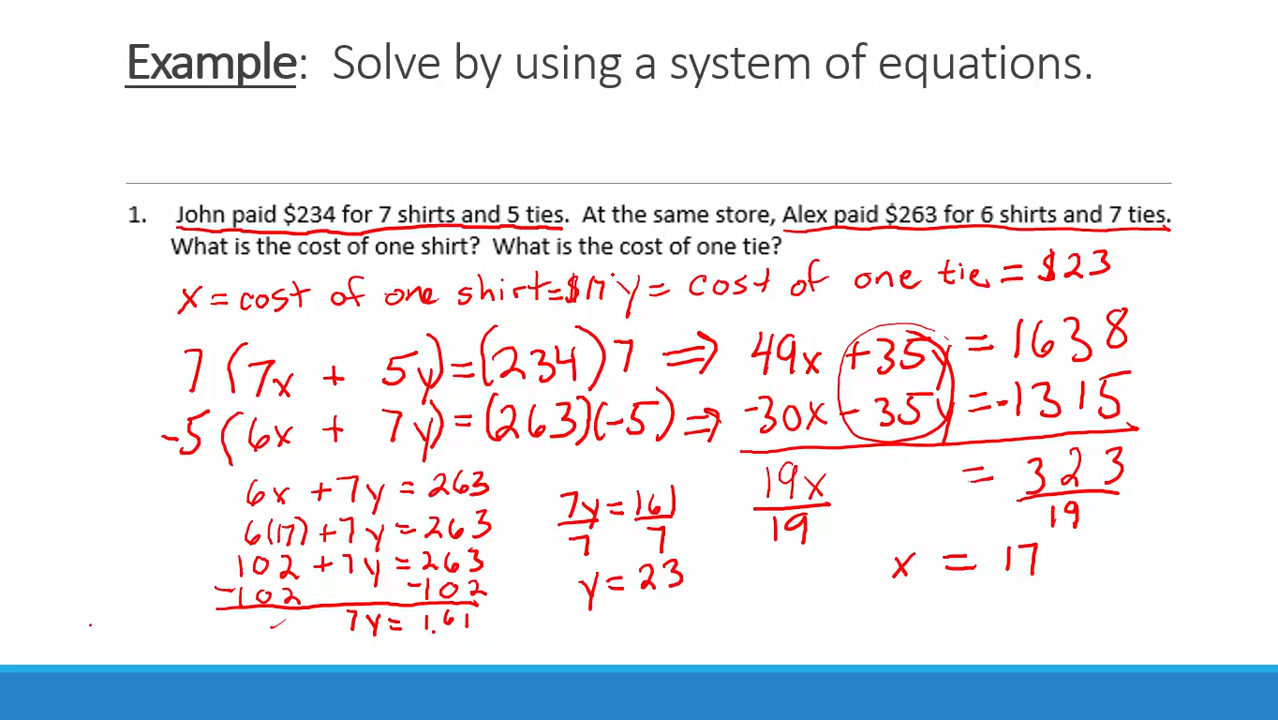 Example: Solve by using a system of equations.
1. John paid $234 for 7 shirts and 5 ties. At the same store, Alex paid $263 for 6 shirts and 7 ties.
What is the cost of one shirt? What is the cost of one tie?
x = cost of one shirt = $17 y = cost of one tie = $23
7(7x + 5y) = (234)7 ⇒ 49x + 35y = 1638
-5(6x + 7y) = (263)(-5) ⇒ -30x - 35y = -1315
19x = 323
19 19
x = 17
6x + 7y = 263
6(17) + 7y = 263
102 + 7y = 263
-102 -102
7y = 161
7y = 161
7 7
y = 23